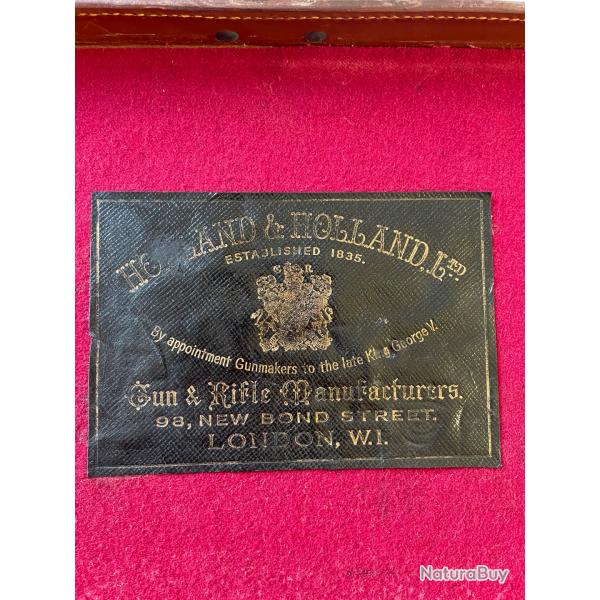 HOLLAND & HOLLAND, LTD
ESTABLISHED 1835.
G R
By appointment Gunmakers to the late King George V.
Gun & Rifle Manufacturers.
98, NEW BOND STREET.
LONDON, W.1.
NaturaBuy